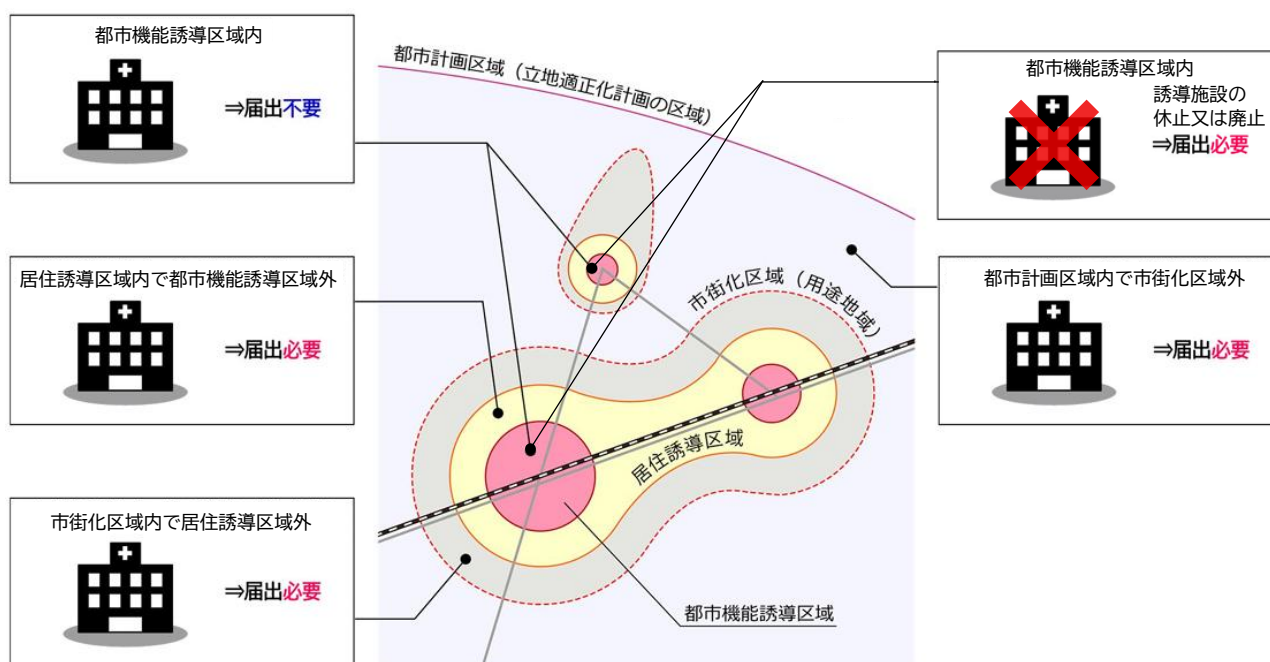 都市機能誘導区域内
⇒届出不要
居住誘導区域内で都市機能誘導区域外
⇒届出必要
市街化区域内で居住誘導区域外
⇒届出必要
都市計画区域(立地適正化計画の区域)
市街化区域(用途地域)
居住誘導区域
都市機能誘導区域
都市機能誘導区域内
誘導施設の
休止又は廃止
⇒届出必要
都市計画区域内で市街化区域外
⇒届出必要